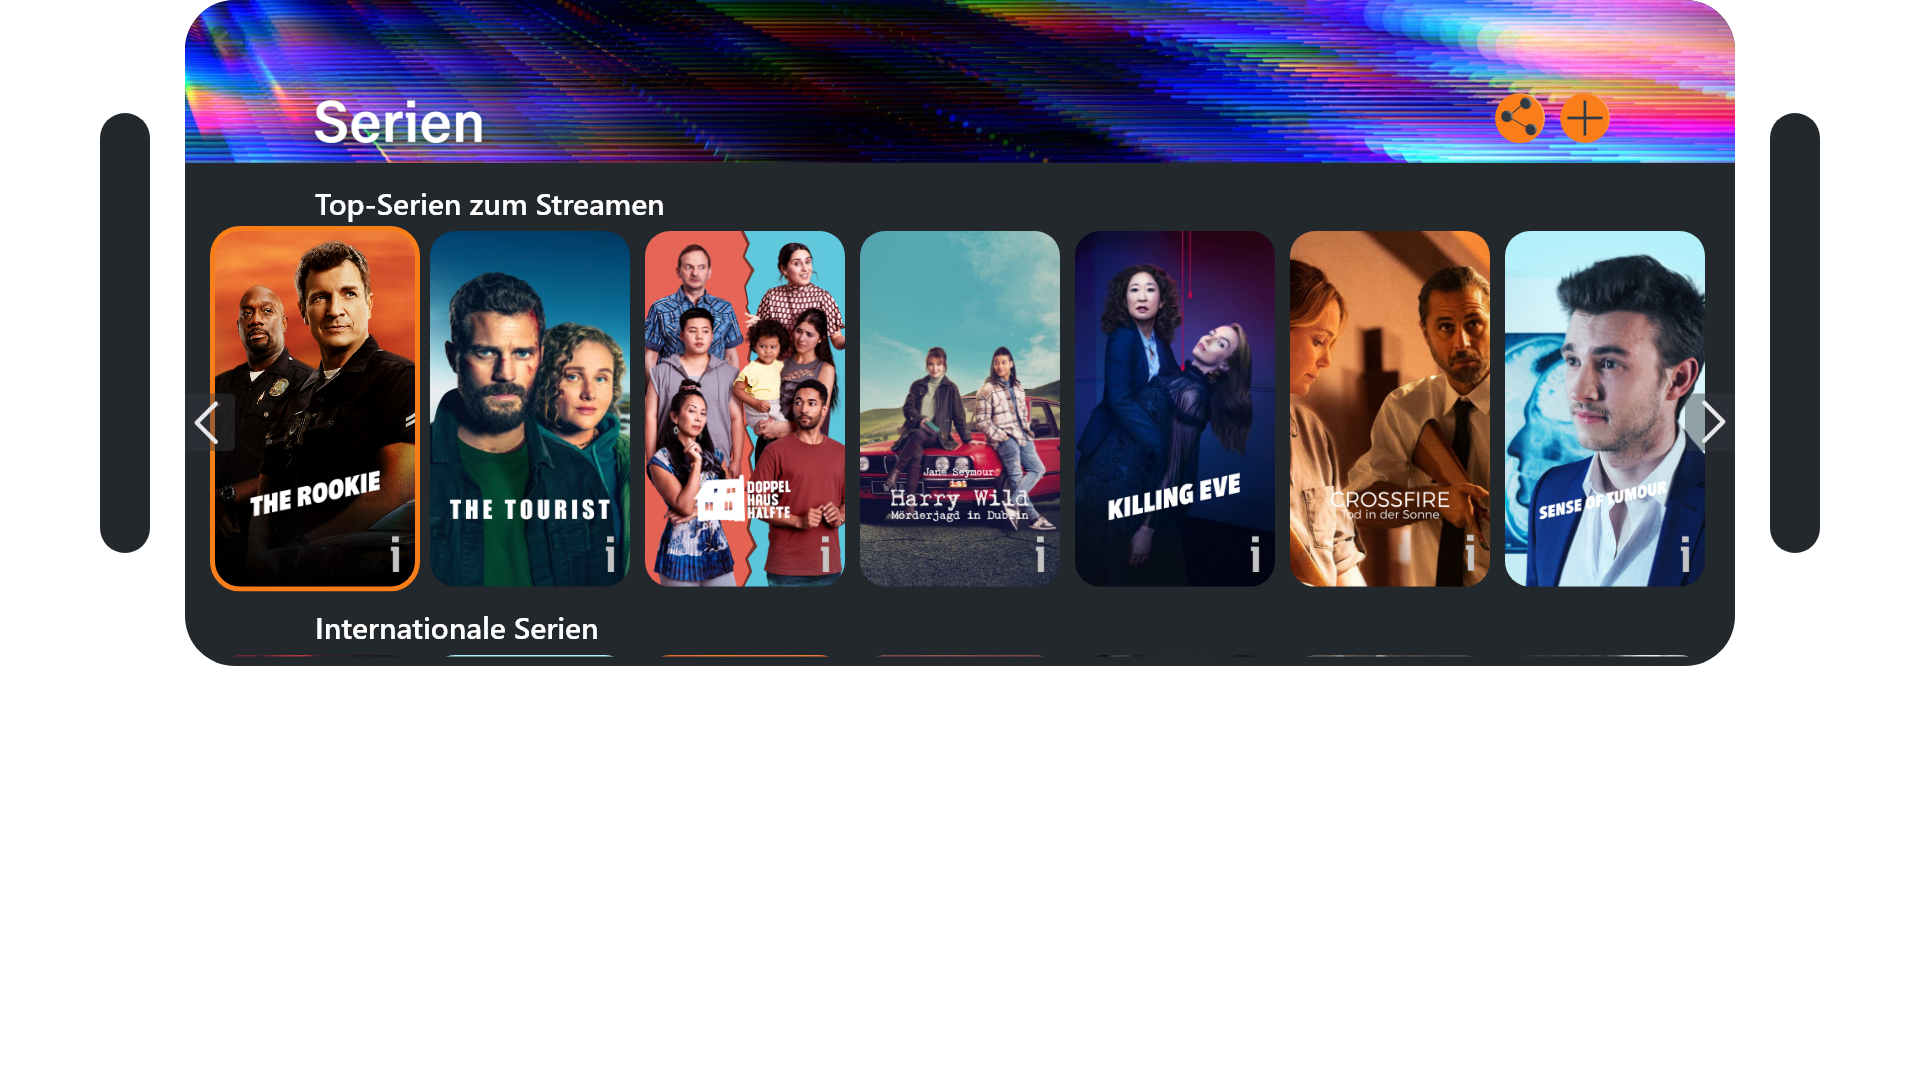 Serien
Top-Serien zum Streamen
THE ROOKIE
i
THE TOURIST
i
DOPPEL
HAUS
HÄLFTE
i
Jane Seymour
ist
Harry Wild
Mörderjagd in Dublin
i
KILLING EVE
i
CROSSFIRE
Tod in der Sonne
i
SENSE OF TUMOUR
i
Internationale Serien